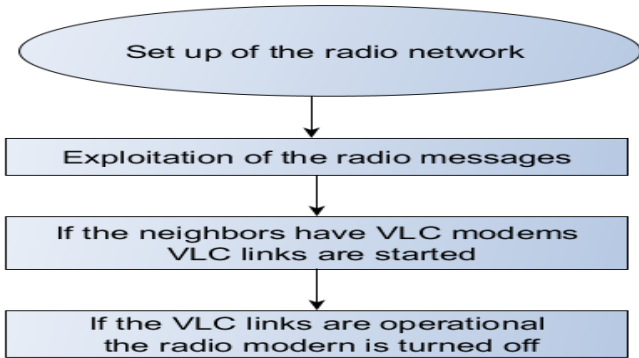 Set up of the radio network
Exploitation of the radio messages
If the neighbors have VLC modems
VLC links are started
If the VLC links are operational
the radio modern is turned off